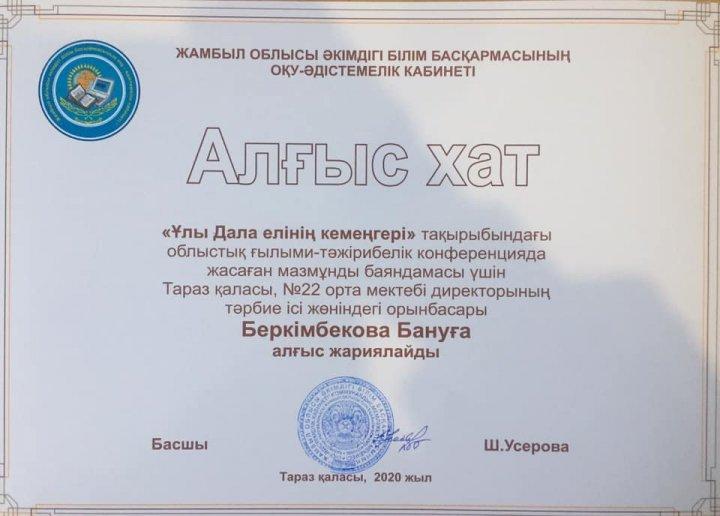 ЖАМБЫЛ ОБЛЫСЫ ӘКІМДІГІ БІЛІМ БАСҚАРМАСЫНЫҢ
ОҚУ-ӘДІСТЕМЕЛІК КАБИНЕТІ
Алғыс хат
«Ұлы Дала елінің кемеңгері» тақырыбындағы
облыстық ғылыми-тәжірибелік конференцияда
жасаған мазмұнды баяндамасы үшін
Тараз қаласы, №22 орта мектебі директорының
тәрбие ісі жөніндегі орынбасары
Беркімбекова Бануға
алғыс жариялайды
Басшы
Ш.Усерова
Тараз қаласы, 2020 жыл